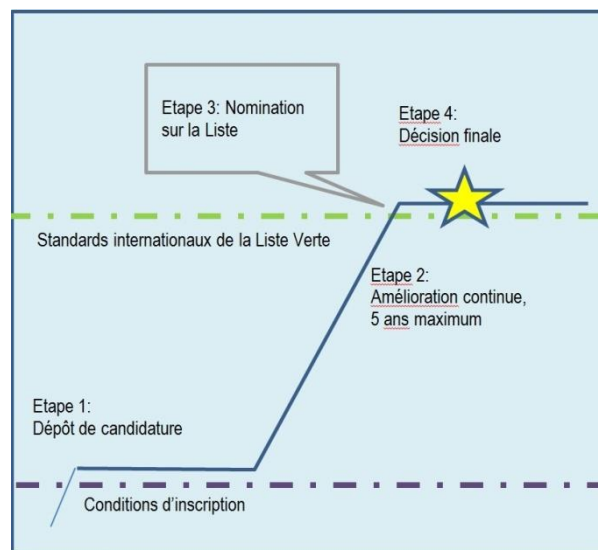 Etape 3: Nomination
sur la Liste
Etape 4:
Décision finale
Standards internationaux de la Liste Verte
Etape 2:
Amélioration continue,
5 ans maximum
Etape 1:
Dépôt de candidature
Conditions d’inscription